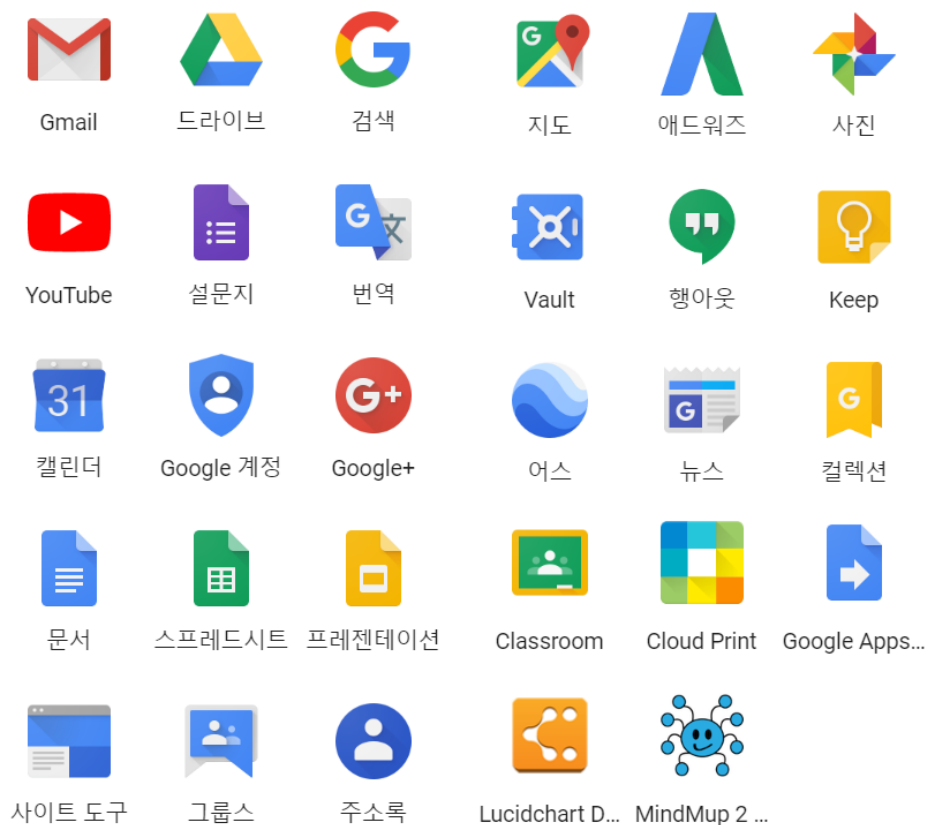 Gmail 드라이브 검색 지도 애드워즈 사진
YouTube 설문지 번역 Vault 행아웃 Keep
31
캘린더 Google 계정 Google+ 어스 뉴스 컬렉션
문서 스프레드시트 프레젠테이션 Classroom Cloud Print Google Apps...
사이트 도구 그룹스 주소록 Lucidchart D... MindMup 2 ...